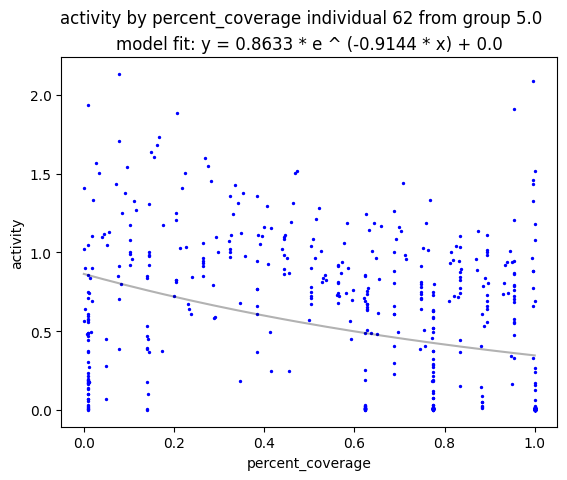 activity by percent_coverage individual 62 from group 5.0
model fit: y = 0.8633 * e ^ (-0.9144 * x) + 0.0
2.0
1.5
1.0
0.5
0.0
activity
0.0 0.2 0.4 0.6 0.8 1.0
percent_coverage